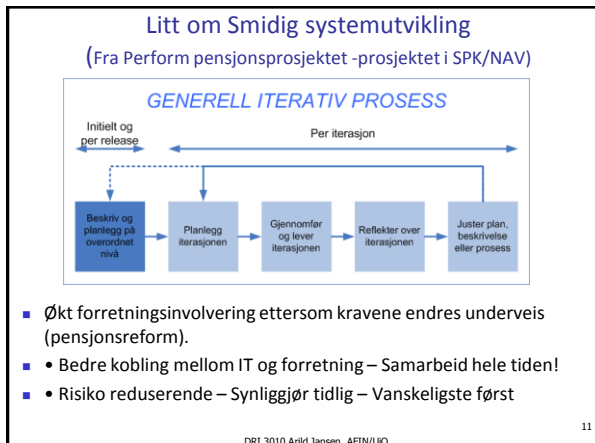 Litt om Smidig systemutvikling
(Fra Perform pensjonsprosjektet -prosjektet i SPK/NAV)
GENERELL ITERATIV PROSESS
Initielt og
per release
Per iterasjon
Beskriv og
planlegg på
overordnet
nivå
Planlegg
iterasjonen
Gjennomfør
og lever
iterasjonen
Reflekter over
iterasjonen
Juster plan,
beskrivelse
eller prosess
Økt forretningsinvolvering ettersom kravene endres underveis
(pensjonsreform).
• Bedre kobling mellom IT og forretning – Samarbeid hele tiden!
• Risiko reduserende – Synliggjør tidlig – Vanskeligste først
11
DRI 3010 Arild Jansen, AFIN/UiO